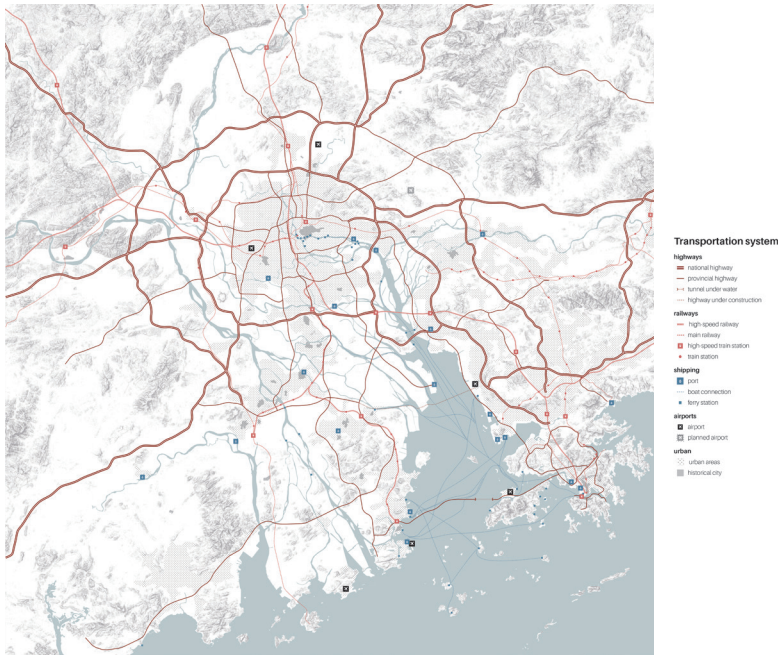 Transportation system
highways
national highway
provincial highway
tunnel under water
highway under construction
railways
high-speed railway
main railway
high-speed train station
train station
shipping
port
boat connection
ferry station
airports
airport
planned airport
urban
urban areas
historical city